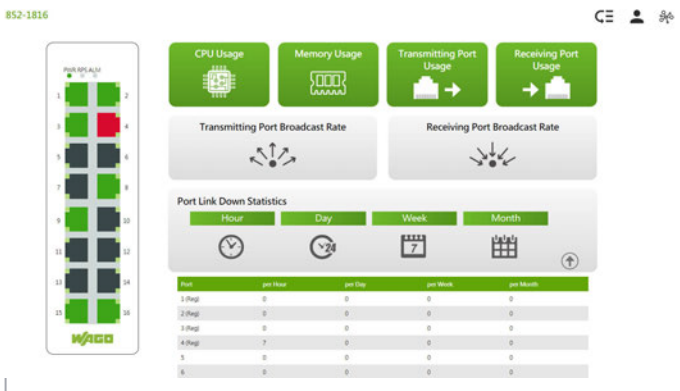 852-1816
PWR RPS ALM
1 2
3 4
5 6
7 8
9 10
11 12
13 14
15 16
WAGO
CPU Usage
Memory Usage
Transmitting Port
Usage
Receiving Port
Usage
Transmitting Port Broadcast Rate
Receiving Port Broadcast Rate
Port Link Down Statistics
Hour Day Week Month
24 7
Port per Hour per Day per Week per Month
1 (Reg) 0 0 0 0
2 (Reg) 0 0 0 0
3 (Reg) 0 0 0 0
4 (Reg) 7 0 0 0
5 0 0 0 0
6 0 0 0 0